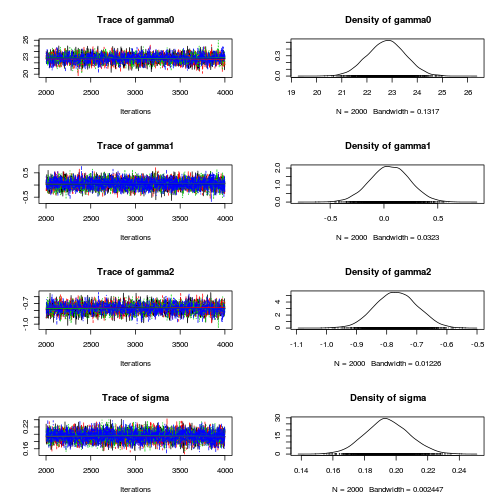 Trace of gamma0
20 23 26
2000 2500 3000 3500 4000
Iterations
Density of gamma0
0.0 0.3
19 20 21 22 23 24 25 26
N = 2000 Bandwidth = 0.1317
Trace of gamma1
-0.5 0.5
2000 2500 3000 3500 4000
Iterations
Density of gamma1
0.0 1.0 2.0
-0.5 0.0 0.5
N = 2000 Bandwidth = 0.0323
Trace of gamma2
-1.0 -0.7
2000 2500 3000 3500 4000
Iterations
Density of gamma2
0 2 4
-1.1 -1.0 -0.9 -0.8 -0.7 -0.6 -0.5
N = 2000 Bandwidth = 0.01226
Trace of sigma
0.16 0.22
2000 2500 3000 3500 4000
Iterations
Density of sigma
0 15 30
0.14 0.16 0.18 0.20 0.22 0.24
N = 2000 Bandwidth = 0.002447